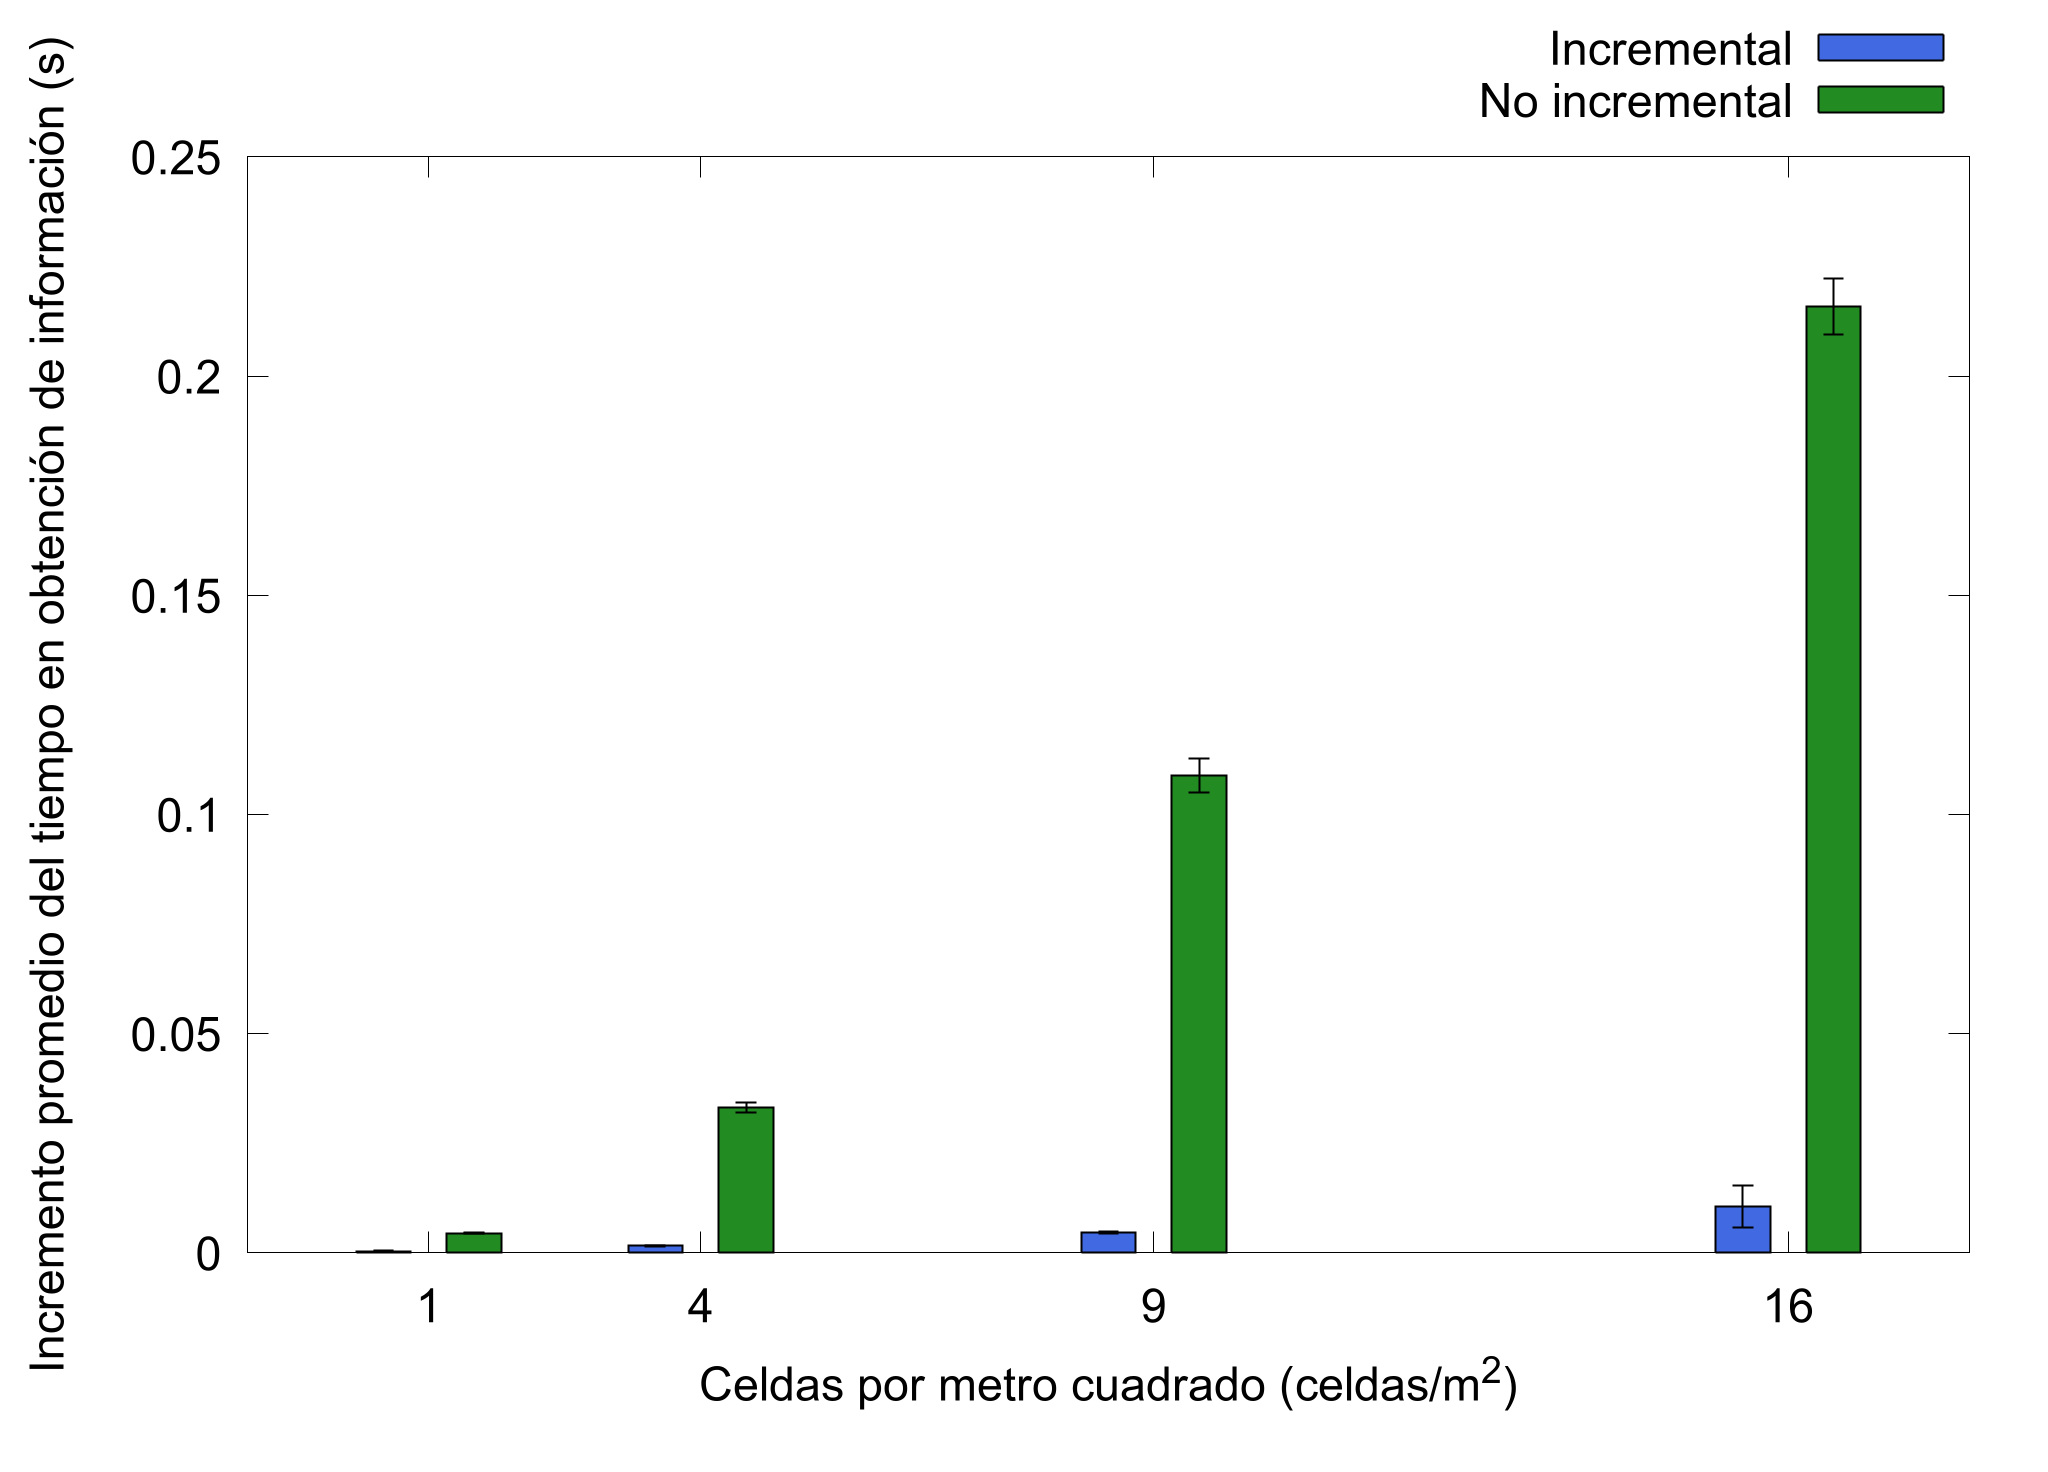 Incremental
No incremental
Incremento promedio del tiempo en obtención de información (s)
0.25
0.2
0.15
0.1
0.05
0
1 4 9 16
Celdas por metro cuadrado (celdas/m²)